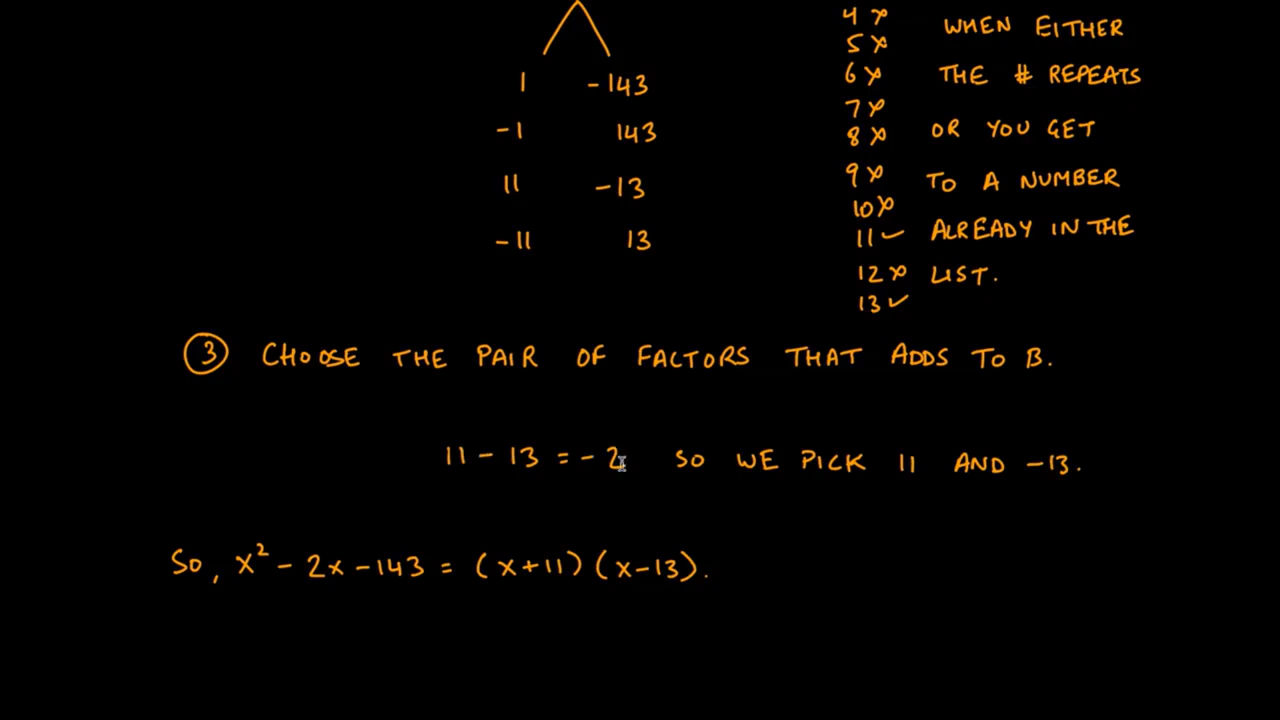 4 x
5 x
6 x
7 x
8 x
9 x
10 x
11 ✓
12 x
13 ✓
WHEN EITHER
THE # REPEATS
OR YOU GET
TO A NUMBER
ALREADY IN THE
LIST.
1 -143
-1 143
11 -13
-11 13
3 CHOOSE THE PAIR OF FACTORS THAT ADDS TO B.
11 - 13 = - 2 SO WE PICK 11 AND -13.
So, x² - 2x - 143 = (x+11)(x-13).